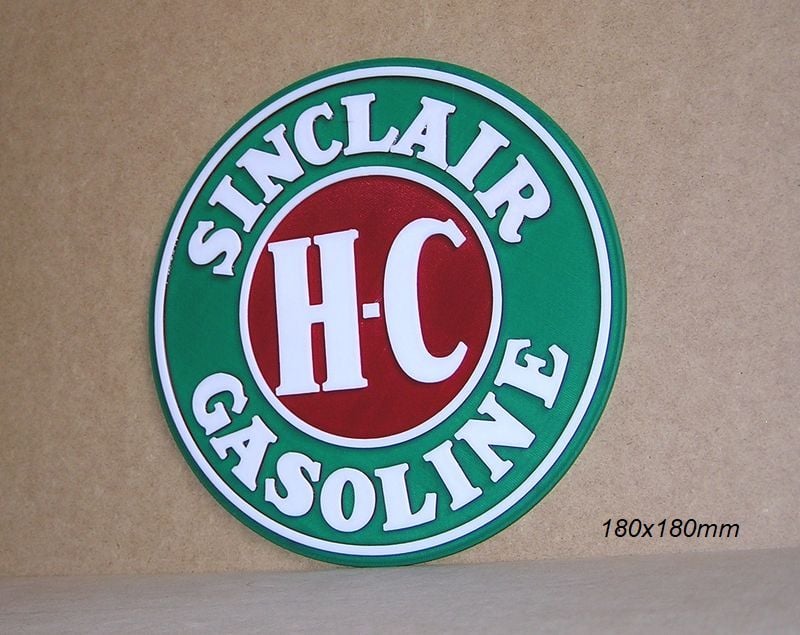 SINCLAIR
H-C
GASOLINE
180x180mm